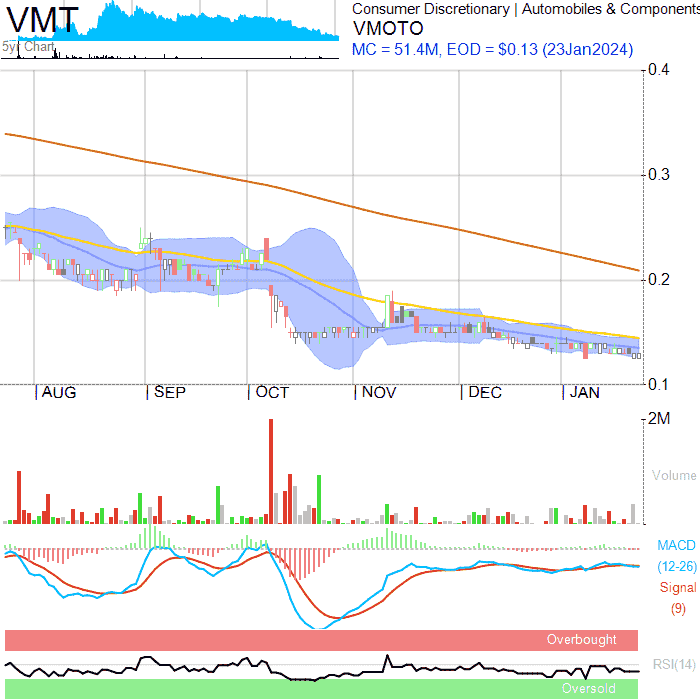 VMT
Consumer Discretionary | Automobiles & Components
VMOTO
MC = 51.4M, EOD = $0.13 (23Jan2024)
5yr Chart
0.4
0.3
0.2
0.1
AUG
SEP
OCT
NOV
DEC
JAN
2M
Volume
MACD
(12-26)
Signal
(9)
Overbought
RSI(14)
Oversold